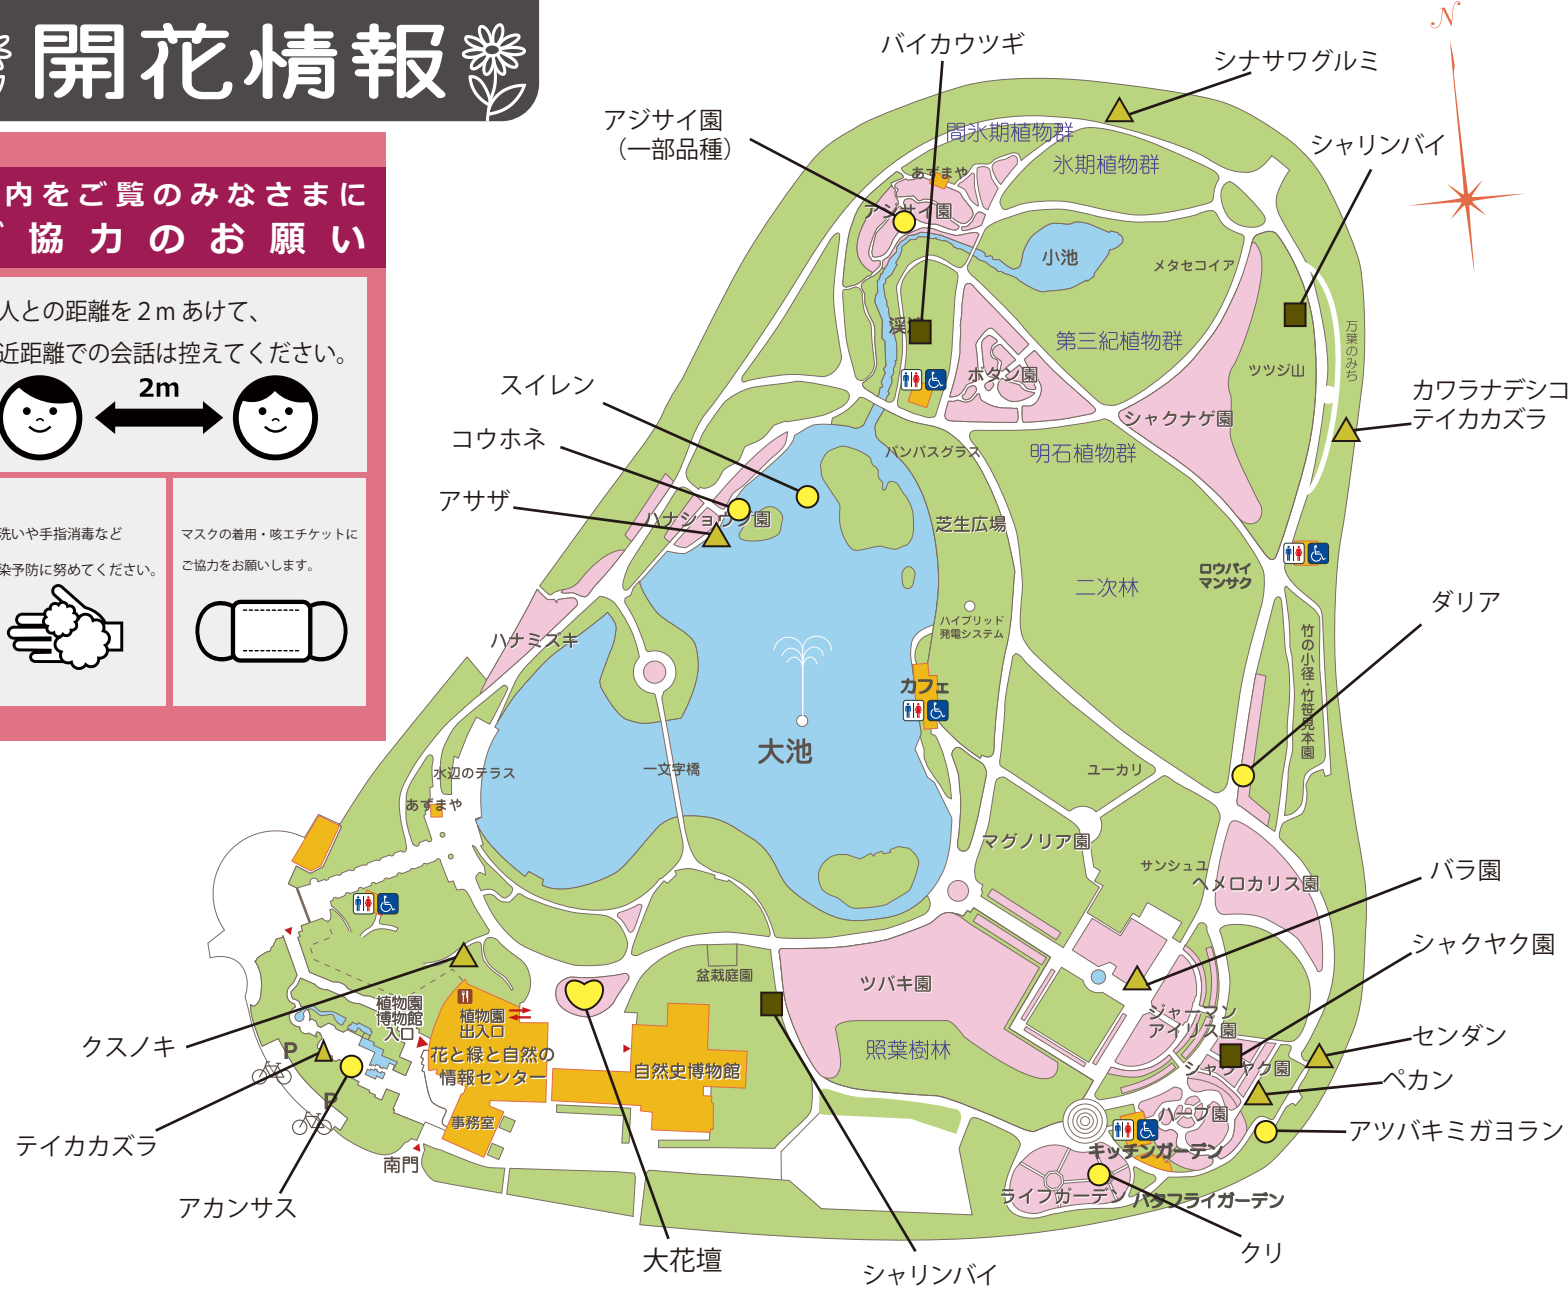 開花情報
内をご覧のみなさまに
協力のお願い
人との距離を２ｍあけて、
近距離での会話は控えてください。
2m
洗いや手指消毒など
染予防に努めてください。
マスクの着用・咳エチケットに
ご協力をお願いします。
N
バイカウツギ
シナサワグルミ
アジサイ園
（一部品種）
シャリンバイ
間氷期植物群
氷期植物群
あずまや
アジサイ園
小池
メタセコイア
万葉のみち
第三紀植物群
ツツジ山
ボタン園
スイレン
カワラナデシコ
テイカカズラ
シャクナゲ園
コウホネ
パンパスグラス
明石植物群
アサザ
ハナショウブ園
芝生広場
ロウバイ
マンサク
二次林
ダリア
ハイブリッド
発電システム
竹の小径・竹笹見本園
ハナミズキ
カフェ
大池
水辺のテラス
一文字橋
ユーカリ
あずまや
マグノリア園
サンシュユ
ヘメロカリス園
バラ園
シャクヤク園
盆栽庭園
ツバキ園
植物園
博物館
入口
植物園
出入口
ジャーマン
アイリス園
センダン
クスノキ
P
花と緑と自然の
情報センター
照葉樹林
自然史博物館
シャクヤク園
ペカン
P
事務室
ハーブ園
アツバキミガヨラン
テイカカズラ
キッチンガーデン
南門
ライフガーデン
バタフライガーデン
アカンサス
大花壇
シャリンバイ
クリ